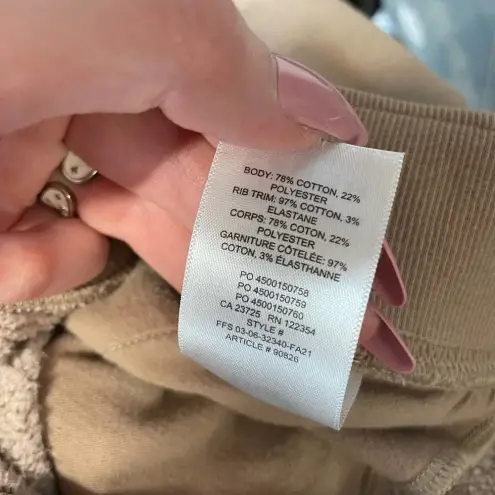 BODY: 78% COTTON, 22%
POLYESTER
RIB TRIM: 97% COTTON, 3%
ELASTANE
CORPS: 78% COTON, 22%
POLYESTER
GARNITURE CÔTELÉE: 97%
COTON, 3% ÉLASTHANNE
PO 4500150758
PO 4500150759
PO 4500150760
CA 23725 RN 122354
STYLE #
FFS 03-06-32340-FA21
ARTICLE # 90826